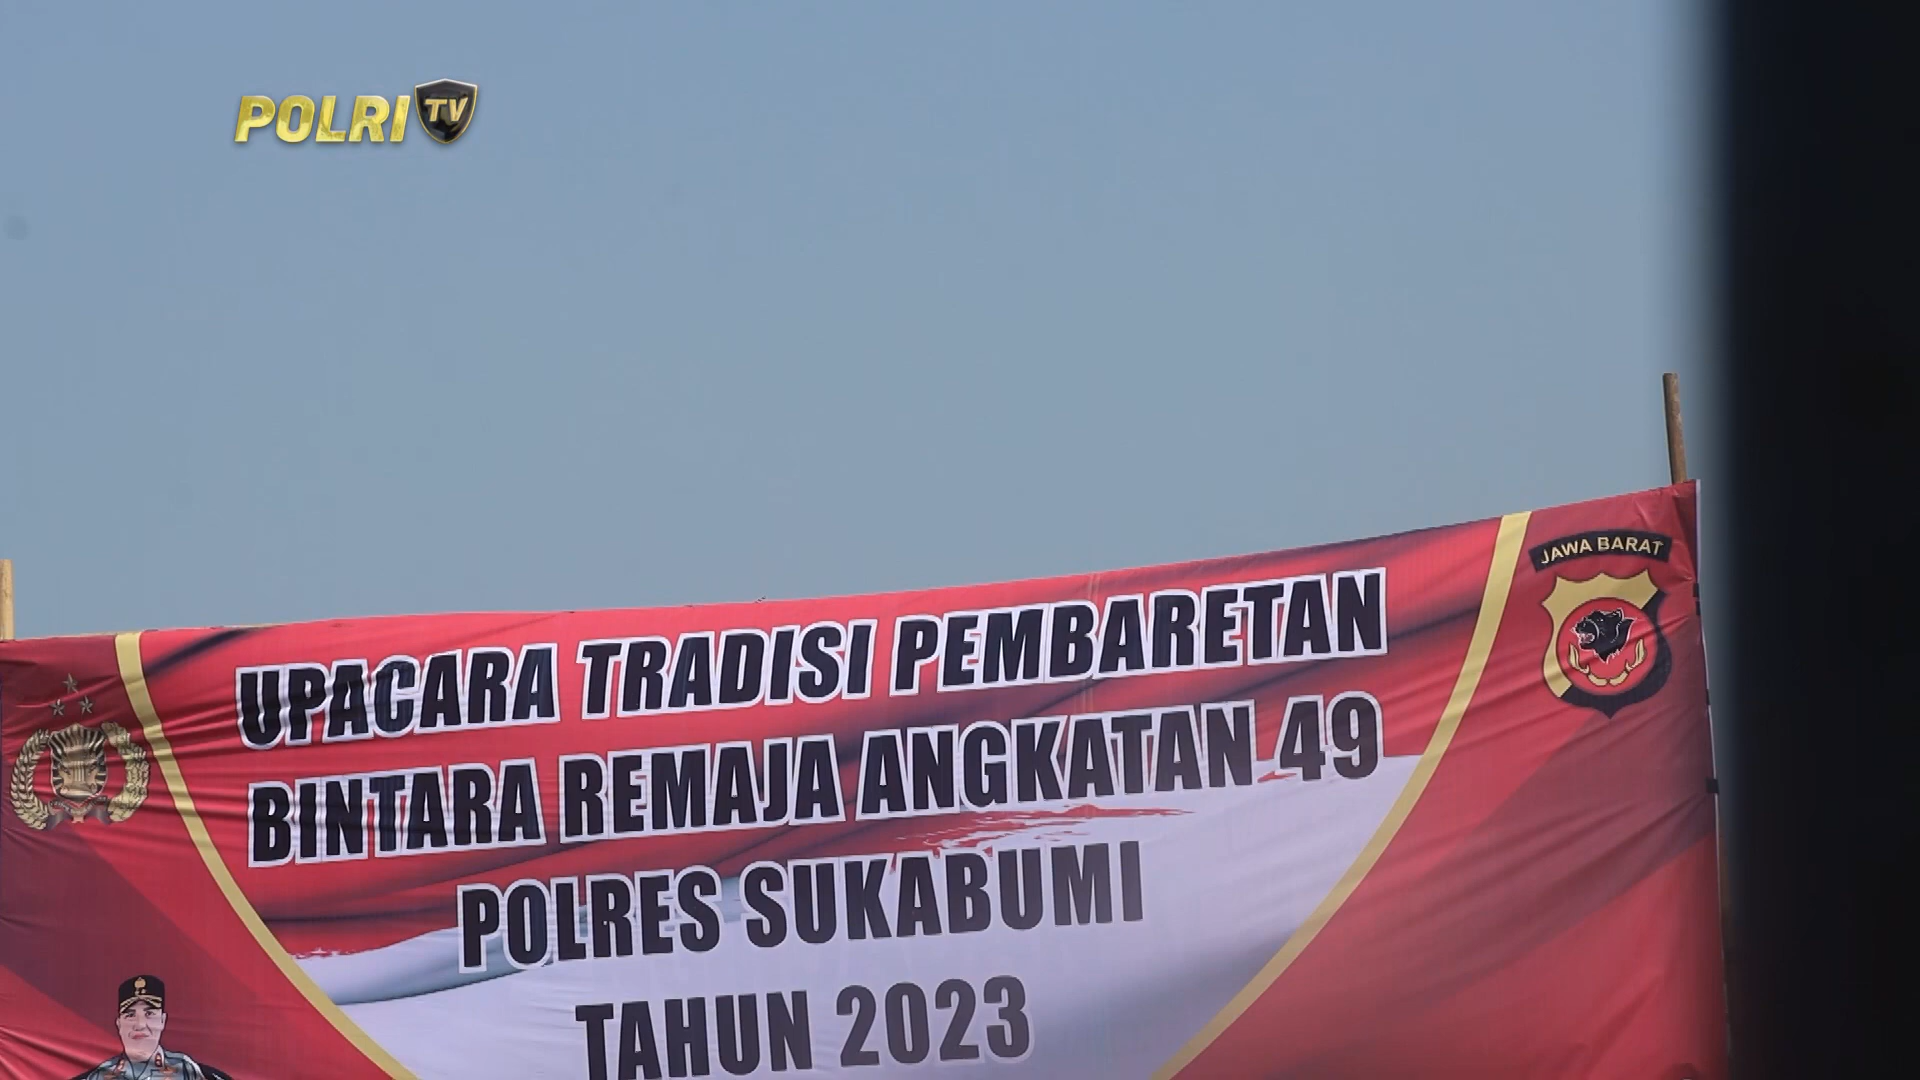 POLRI TV
JAWA BARAT
UPACARA TRADISI PEMBARETAN
BINTARA REMAJA ANGKATAN 49
POLRES SUKABUMI
TAHUN 2023